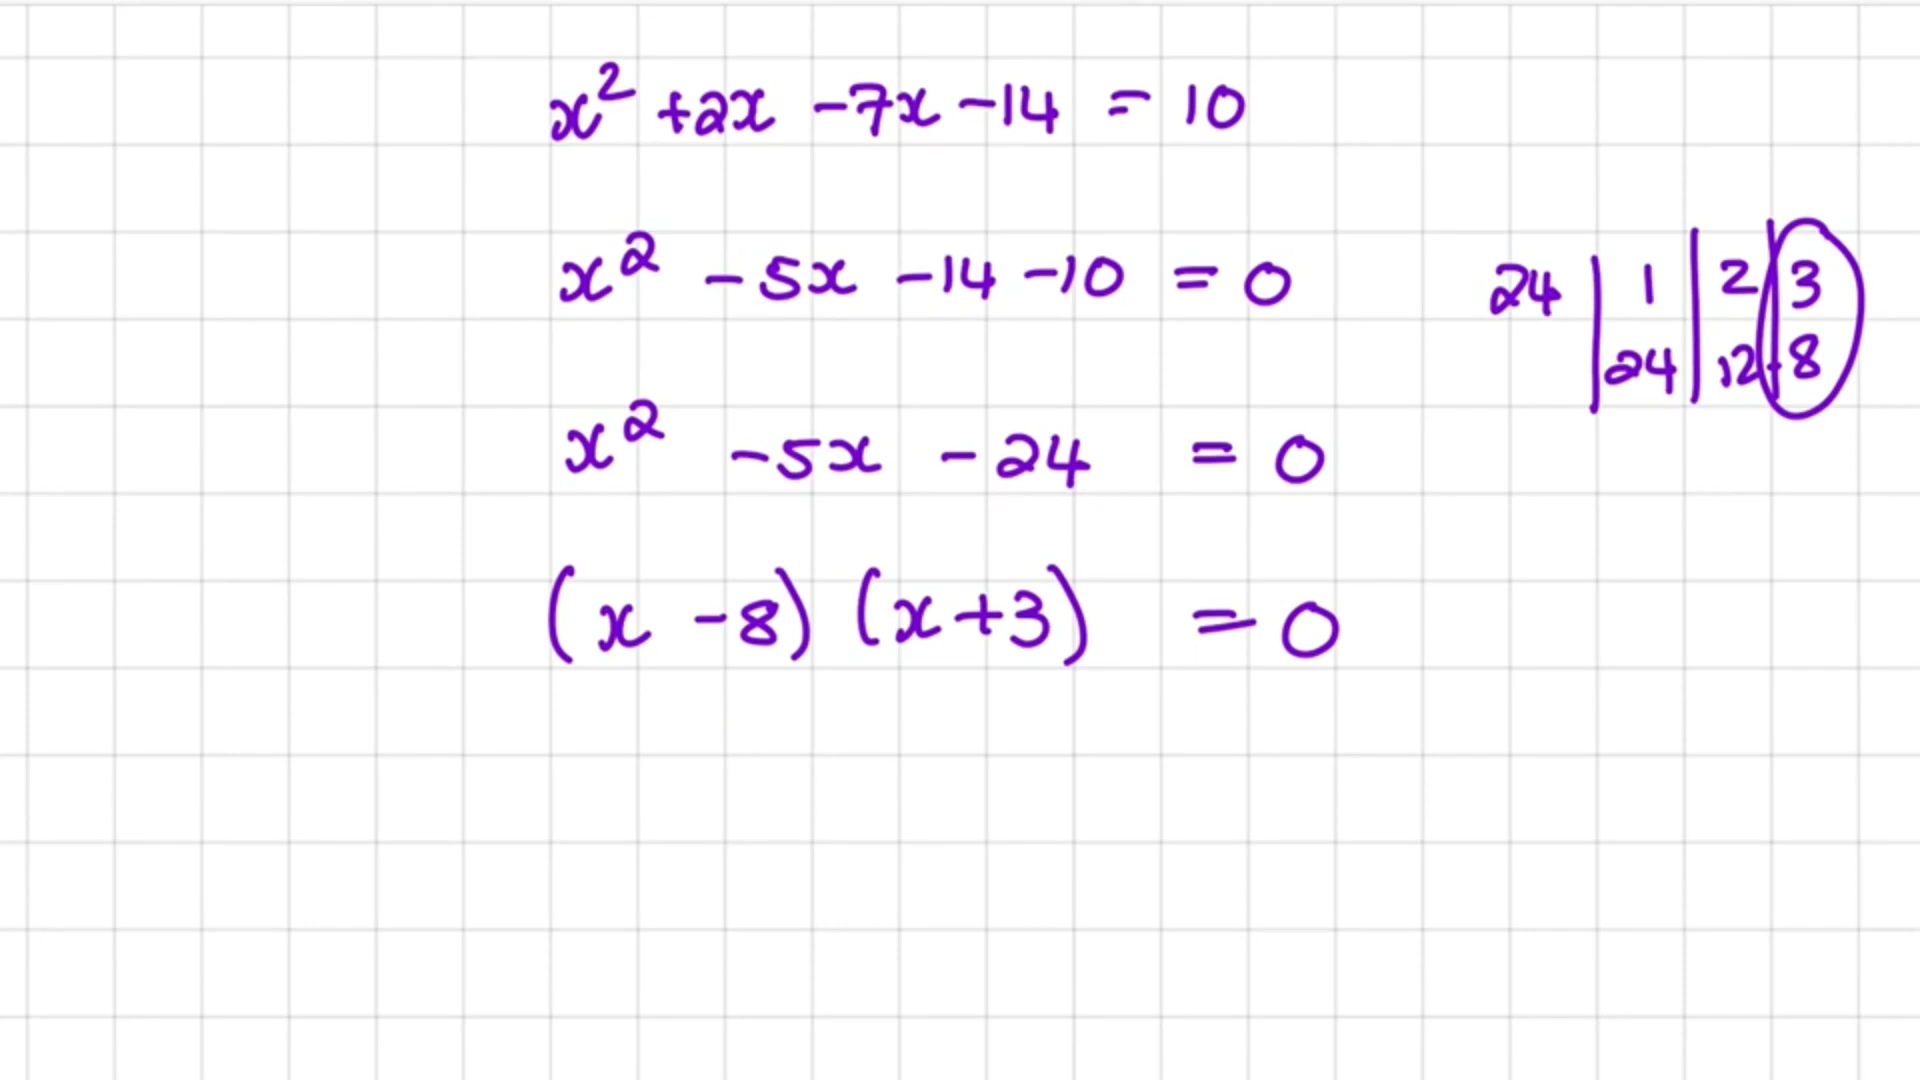 x² +2x -7x -14 = 10
x² -5x -14 -10 = 0
24 | 1 | 2 | 3
24 | 12 | -8
x² -5x -24 = 0
(x -8) (x+3) = 0